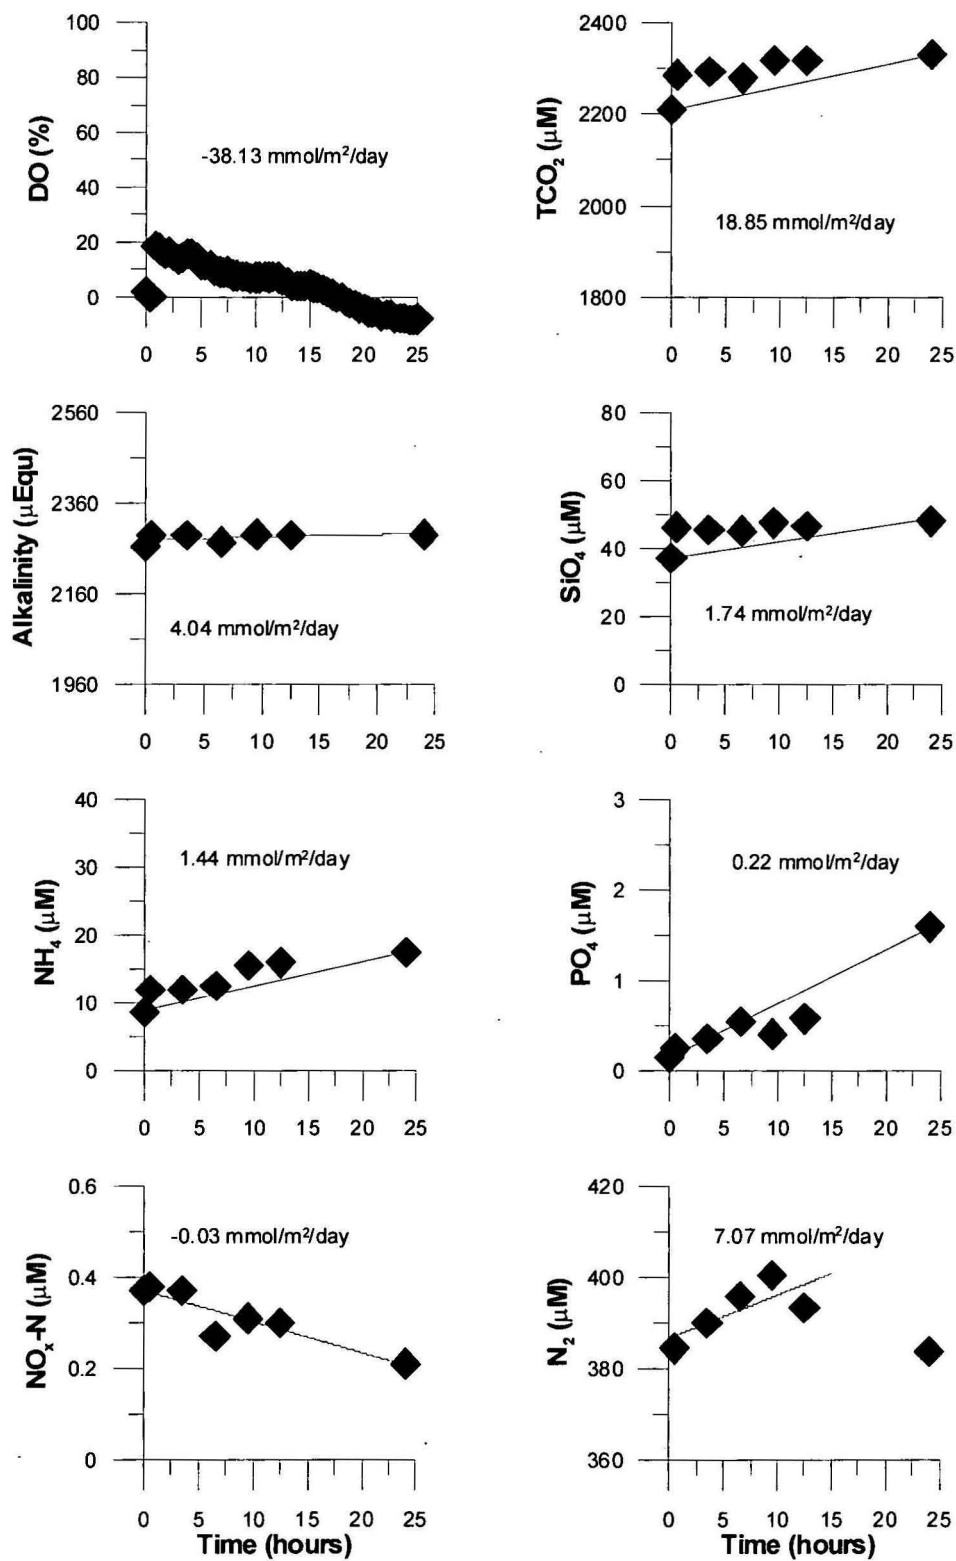 DO (%)
100
80
60
40
20
0
-38.13 mmol/m²/day
0 5 10 15 20 25
TCO₂ (μM)
2400
2200
2000
1800
18.85 mmol/m²/day
0 5 10 15 20 25
Alkalinity (μEqu)
2560
2360
2160
1960
4.04 mmol/m²/day
0 5 10 15 20 25
SiO₄ (μM)
80
60
40
20
0
1.74 mmol/m²/day
0 5 10 15 20 25
NH₄ (μM)
40
30
20
10
0
1.44 mmol/m²/day
0 5 10 15 20 25
PO₄ (μM)
3
2
1
0
0.22 mmol/m²/day
0 5 10 15 20 25
NOₓ-N (μM)
0.6
0.4
0.2
0
-0.03 mmol/m²/day
0 5 10 15 20 25
Time (hours)
N₂ (μM)
420
400
380
360
7.07 mmol/m²/day
0 5 10 15 20 25
Time (hours)